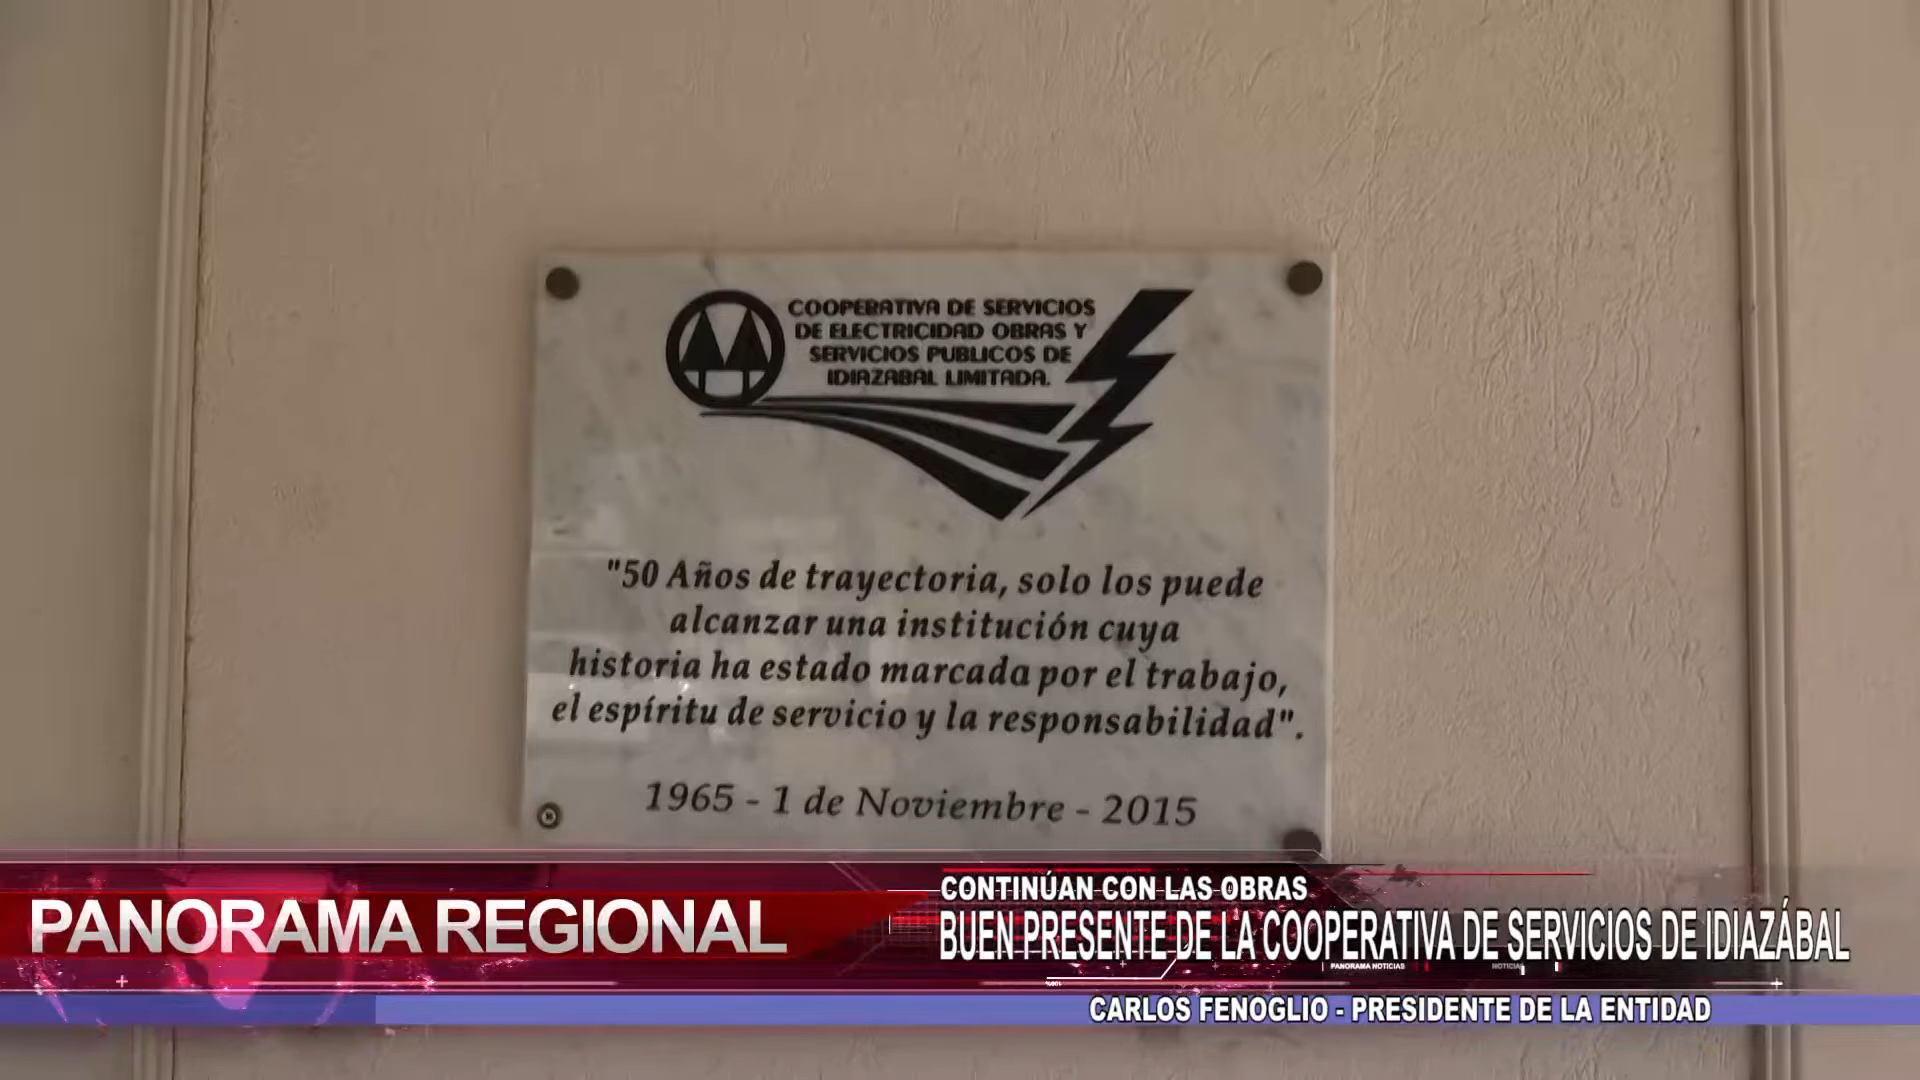 COOPERATIVA DE SERVICIOS
DE ELECTRICIDAD OBRAS Y
SERVICIOS PUBLICOS DE
IDIAZABAL LIMITADA.
"50 Años de trayectoria, solo los puede
alcanzar una institución cuya
historia ha estado marcada por el trabajo,
el espíritu de servicio y la responsabilidad".
1965 - 1 de Noviembre - 2015
PANORAMA REGIONAL
CONTINÚAN CON LAS OBRAS
BUEN PRESENTE DE LA COOPERATIVA DE SERVICIOS DE IDIAZÁBAL
PANORAMA NOTICIAS
CARLOS FENOGLIO - PRESIDENTE DE LA ENTIDAD